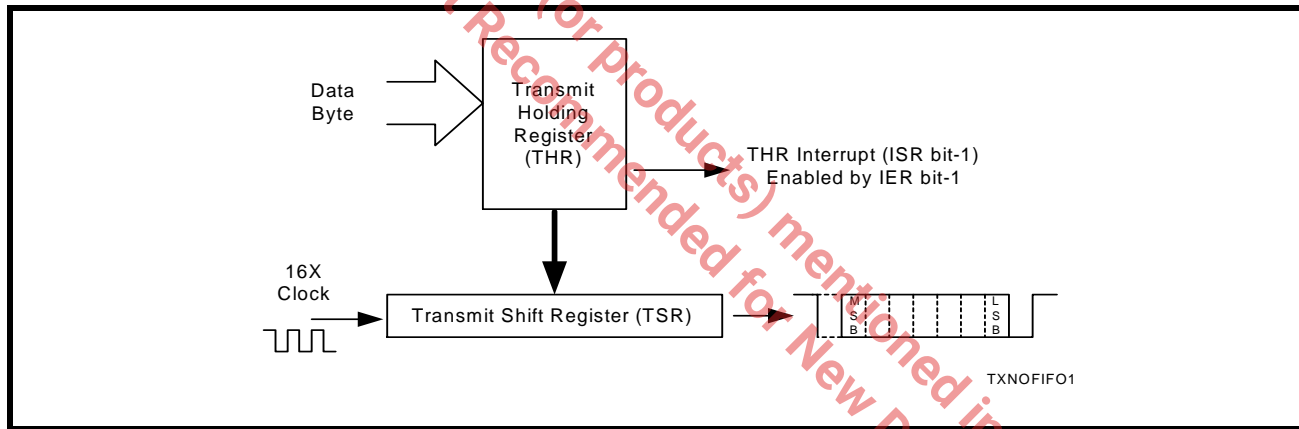 Data
Byte
Transmit
Holding
Register
(THR)
THR Interrupt (ISR bit-1)
Enabled by IER bit-1
16X
Clock
Transmit Shift Register (TSR)
M
S
B
L
S
B
TXNOFIFO1
(or products) mentioned in
Recommended for New